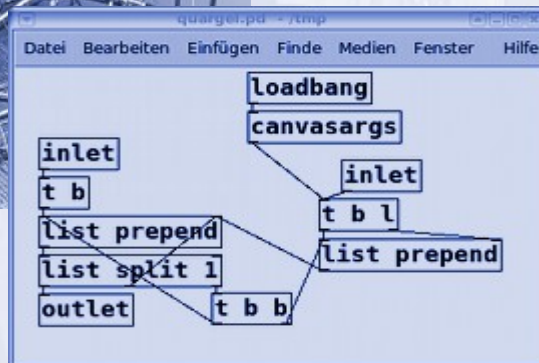 quargel.pd - /tmp
Datei Bearbeiten Einfügen Finde Medien Fenster Hilfe
loadbang
canvasargs
inlet
inlet
t b
t b l
list prepend
list prepend
list split 1
outlet
t b b